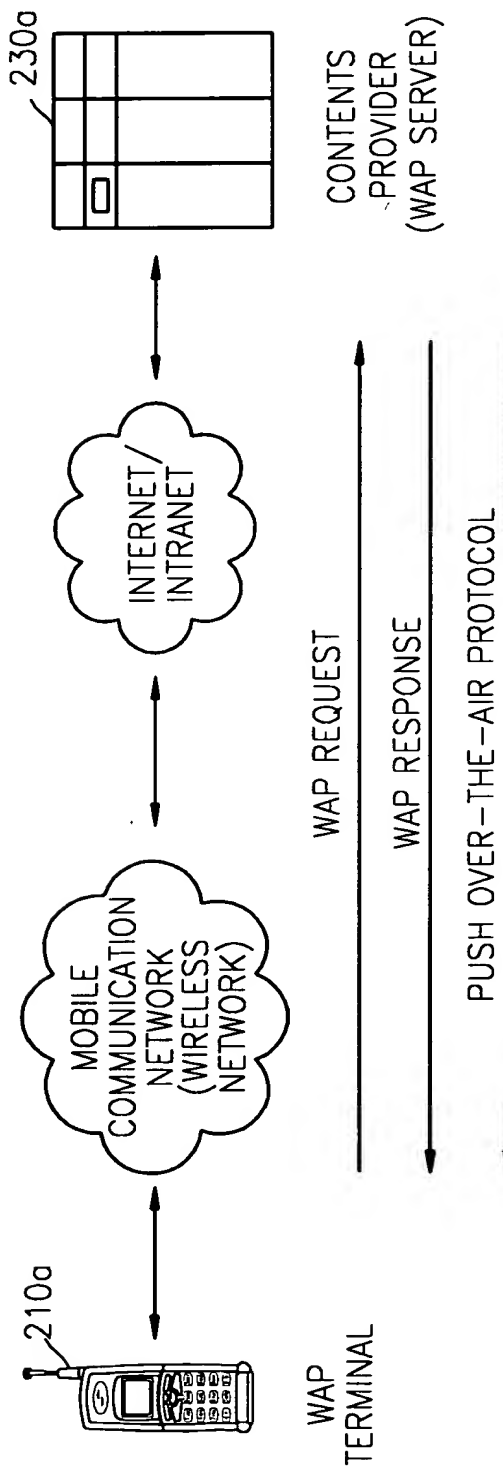 210a
WAP
TERMINAL
MOBILE
COMMUNICATION
NETWORK
(WIRELESS
NETWORK)
INTERNET/
INTRANET
230a
CONTENTS
PROVIDER
(WAP SERVER)
WAP REQUEST
WAP RESPONSE
PUSH OVER-THE-AIR PROTOCOL